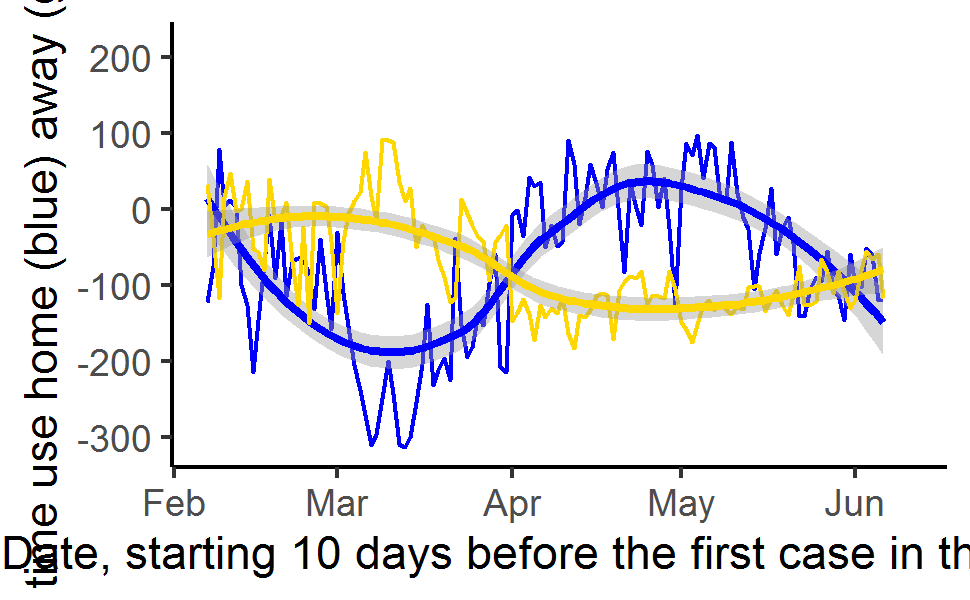 time use home (blue) away (
200
100
0
-100
-200
-300
Feb Mar Apr May Jun
Date, starting 10 days before the first case in th